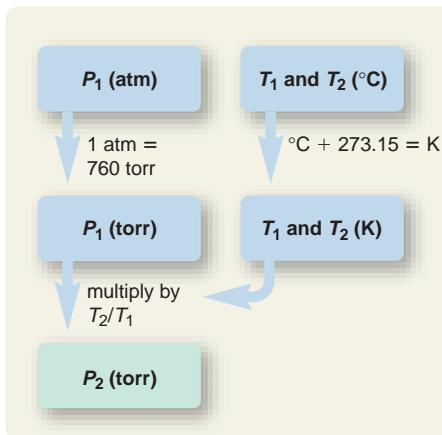 P1 (atm)
T1 and T2 (°C)
1 atm =
760 torr
°C + 273.15 = K
P1 (torr)
T1 and T2 (K)
multiply by
T2/T1
P2 (torr)